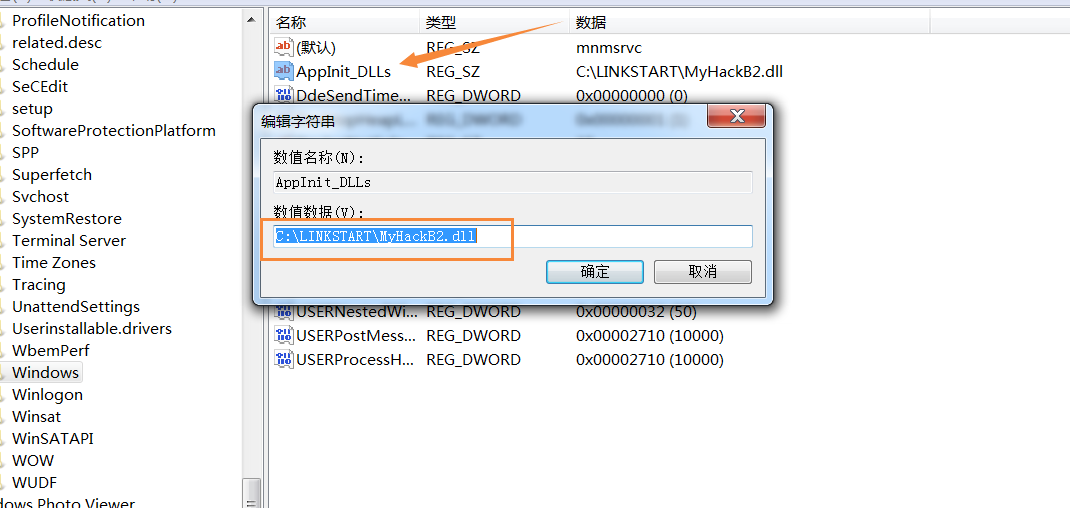 ProfileNotification
related.desc
Schedule
SeCEdit
setup
SoftwareProtectionPlatform
SPP
Superfetch
Svchost
SystemRestore
Terminal Server
Time Zones
Tracing
UnattendSettings
Userinstallable.drivers
WbemPerf
Windows
Winlogon
Winsat
WinSATAPI
WOW
WUDF
dows Photo Viewer
名称 类型 数据
ab (默认) REG_SZ mnmsrvc
ab AppInit_DLLs REG_SZ C:\LINKSTART\MyHackB2.dll
DdeSendTime... REG_DWORD 0x00000000 (0)
编辑字符串
数值名称(N):
AppInit_DLLs
数值数据(V):
C:\LINKSTART\MyHackB2.dll
确定 取消
USERNestedWi... REG_DWORD 0x00000032 (50)
USERPostMess... REG_DWORD 0x00002710 (10000)
USERProcessH... REG_DWORD 0x00002710 (10000)